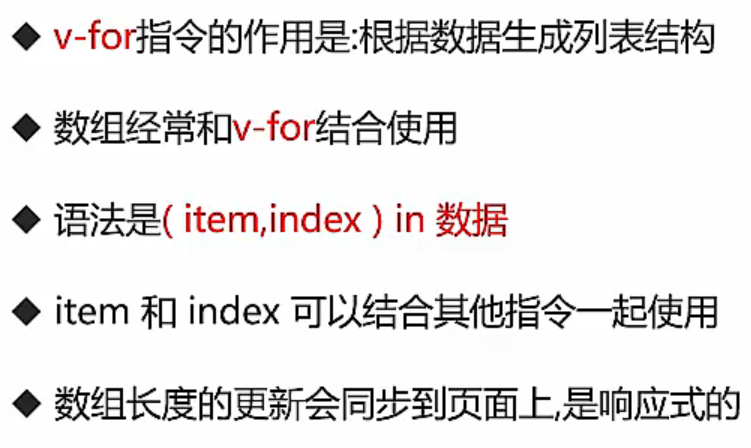 ◆ v-for指令的作用是:根据数据生成列表结构
◆ 数组经常和v-for结合使用
◆ 语法是( item,index ) in 数据
◆ item 和 index 可以结合其他指令一起使用
◆ 数组长度的更新会同步到页面上,是响应式的